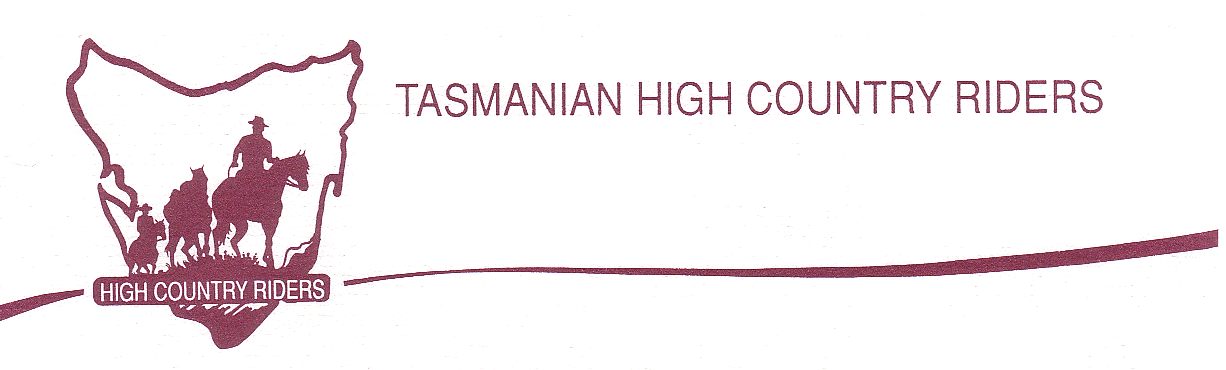 TASMANIAN HIGH COUNTRY RIDERS
HIGH COUNTRY RIDERS